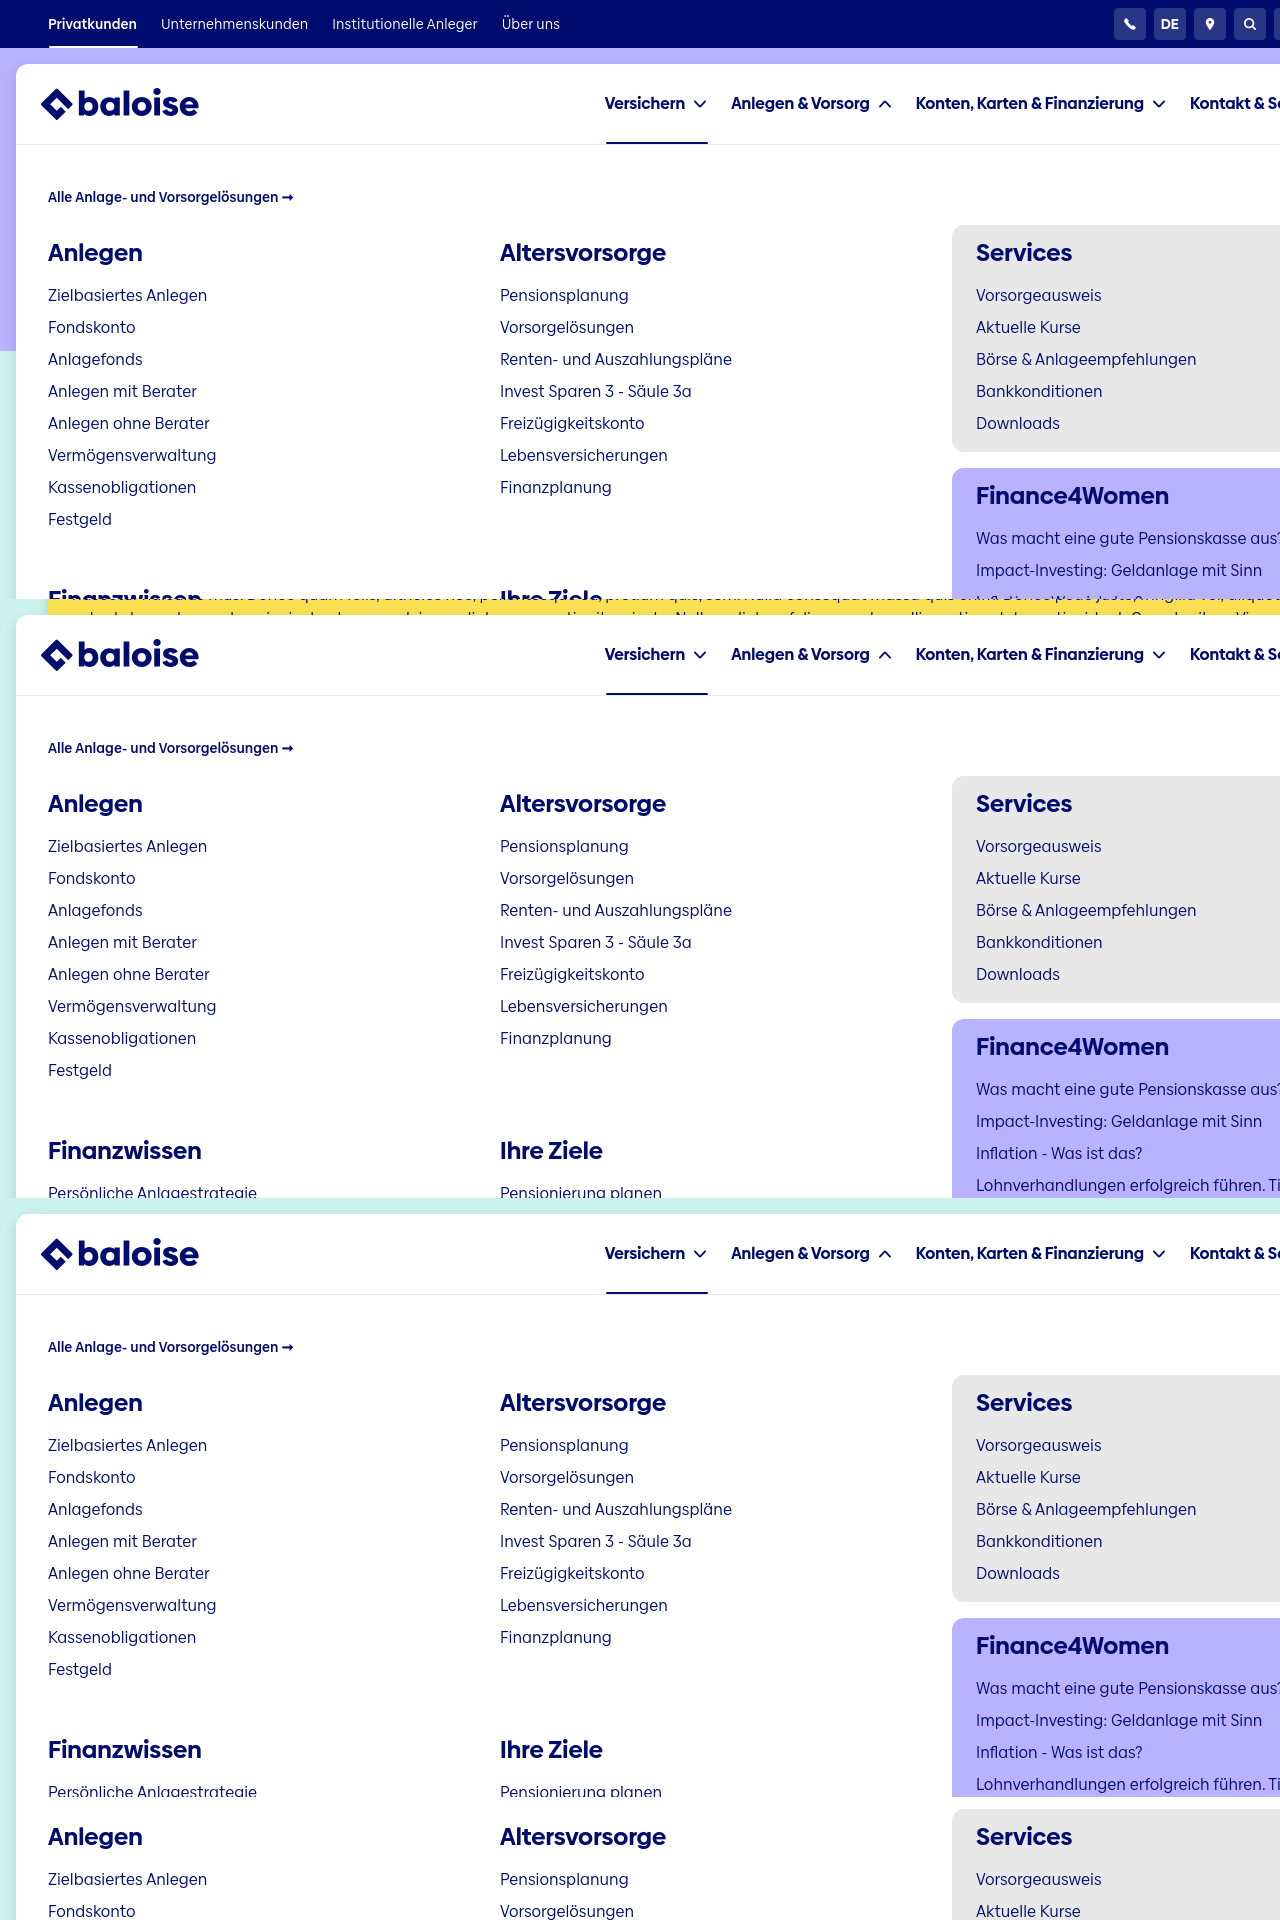 Privatkunden Unternehmenskunden Institutionelle Anleger Über uns DE
baloise Versichern Anlegen & Vorsorg Konten, Karten & Finanzierung Kontakt &
Alle Anlage- und Vorsorgelösungen →
Anlegen Altersvorsorge Services
Zielbasiertes Anlegen Pensionsplanung Vorsorgeausweis
Fondskonto Vorsorgelösungen Aktuelle Kurse
Anlagefonds Renten- und Auszahlungspläne Börse & Anlageempfehlungen
Anlegen mit Berater Invest Sparen 3 - Säule 3a Bankkonditionen
Anlegen ohne Berater Freizügigkeitskonto Downloads
Vermögensverwaltung Lebensversicherungen
Kassenobligationen Finanzplanung Finance4Women
Festgeld Was macht eine gute Pensionskasse aus?
Impact-Investing: Geldanlage mit Sinn
Finanzwissen Ihre Ziele
baloise Versichern Anlegen & Vorsorg Konten, Karten & Finanzierung Kontakt &
Alle Anlage- und Vorsorgelösungen →
Anlegen Altersvorsorge Services
Zielbasiertes Anlegen Pensionsplanung Vorsorgeausweis
Fondskonto Vorsorgelösungen Aktuelle Kurse
Anlagefonds Renten- und Auszahlungspläne Börse & Anlageempfehlungen
Anlegen mit Berater Invest Sparen 3 - Säule 3a Bankkonditionen
Anlegen ohne Berater Freizügigkeitskonto Downloads
Vermögensverwaltung Lebensversicherungen
Kassenobligationen Finanzplanung Finance4Women
Festgeld Was macht eine gute Pensionskasse aus?
Impact-Investing: Geldanlage mit Sinn
Finanzwissen Ihre Ziele Inflation - Was ist das?
Persönliche Anlagestrategie Pensionierung planen Lohnverhandlungen erfolgreich führen.
baloise Versichern Anlegen & Vorsorg Konten, Karten & Finanzierung Kontakt &
Alle Anlage- und Vorsorgelösungen →
Anlegen Altersvorsorge Services
Zielbasiertes Anlegen Pensionsplanung Vorsorgeausweis
Fondskonto Vorsorgelösungen Aktuelle Kurse
Anlagefonds Renten- und Auszahlungspläne Börse & Anlageempfehlungen
Anlegen mit Berater Invest Sparen 3 - Säule 3a Bankkonditionen
Anlegen ohne Berater Freizügigkeitskonto Downloads
Vermögensverwaltung Lebensversicherungen
Kassenobligationen Finanzplanung Finance4Women
Festgeld Was macht eine gute Pensionskasse aus?
Impact-Investing: Geldanlage mit Sinn
Finanzwissen Ihre Ziele Inflation - Was ist das?
Persönliche Anlagestrategie Pensionierung planen Lohnverhandlungen erfolgreich führen.
Anlegen Altersvorsorge Services
Zielbasiertes Anlegen Pensionsplanung Vorsorgeausweis
Fondskonto Vorsorgelösungen Aktuelle Kurse